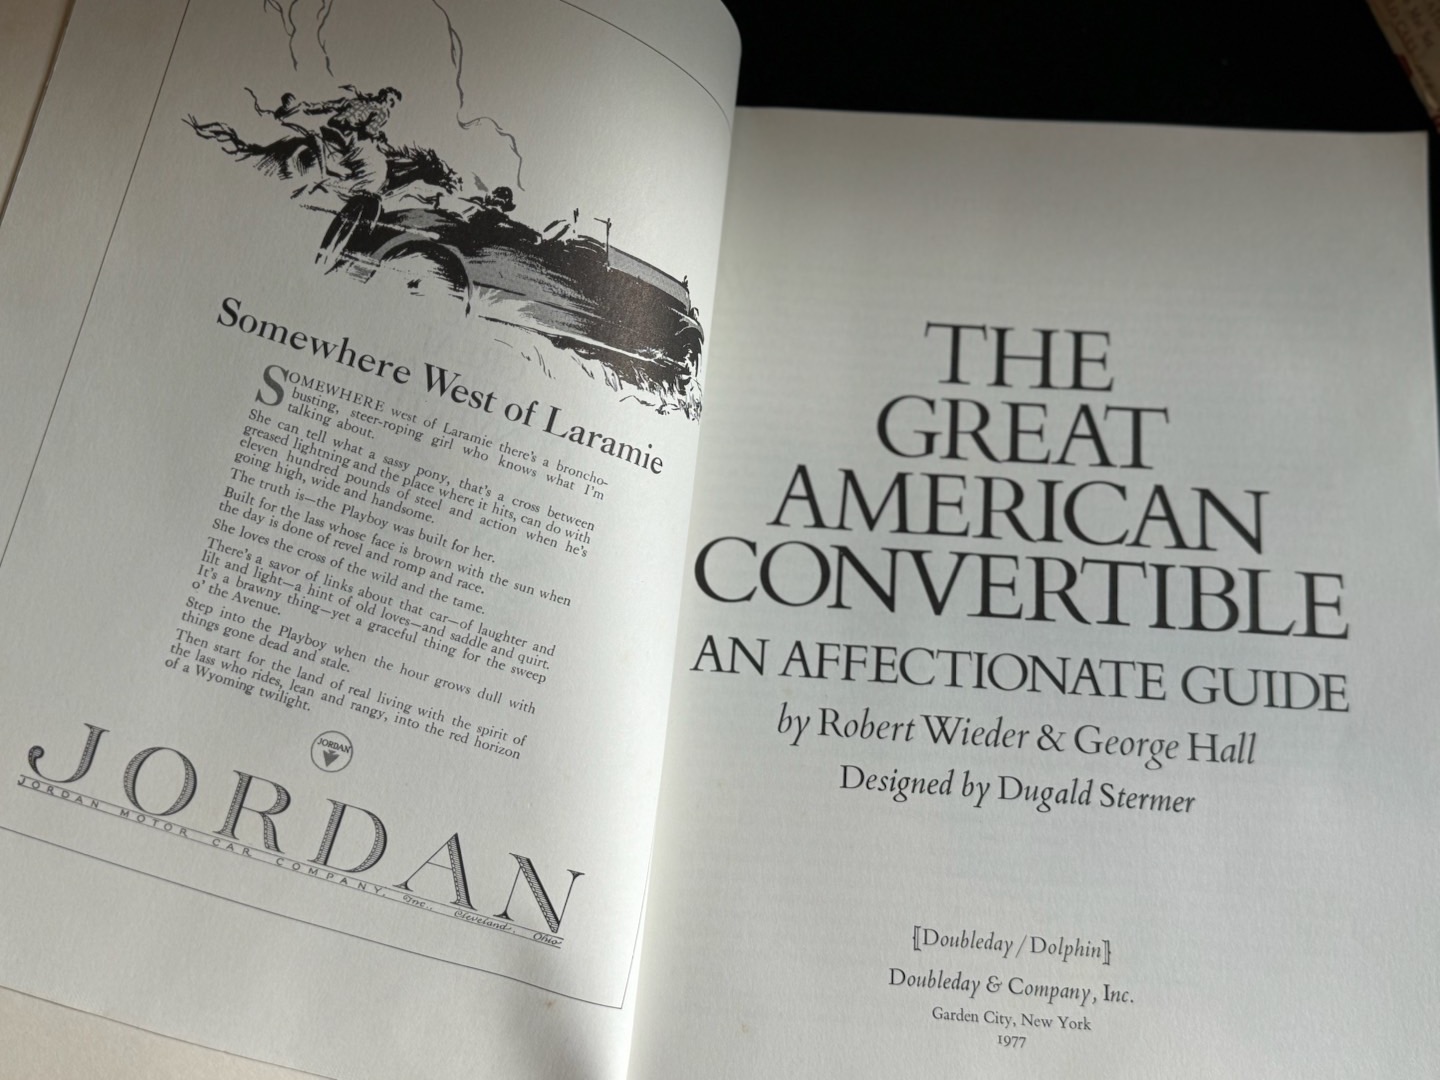 Somewhere West of Laramie
SOMEWHERE west of Laramie there's a broncho-
busting, steer-roping girl who knows what I'm
talking about.
She can tell what a sassy pony, that's a cross between
greased lightning and the place where it hits, can do with
eleven hundred pounds of steel and action when he's
going high, wide and handsome.
The truth is—the Playboy was built for her.
Built for the lass whose face is brown with the sun when
the day is done of revel and romp and race.
She loves the cross of the wild and the tame.
There's a savor of links about that car—of laughter and
lilt and light—a hint of old loves—and saddle and quirt.
It's a brawny thing—yet a graceful thing for the sweep
o' the Avenue.
Step into the Playboy when the hour grows dull with
things gone dead and stale.
Then start for the land of real living with the spirit of
the lass who rides, lean and rangy, into the red horizon
of a Wyoming twilight.
JORDAN
JORDAN
JORDAN MOTOR CAR COMPANY, Inc., Cleveland, Ohio
THE
GREAT
AMERICAN
CONVERTIBLE
AN AFFECTIONATE GUIDE
by Robert Wieder & George Hall
Designed by Dugald Stermer
[Doubleday / Dolphin]
Doubleday & Company, Inc.
Garden City, New York
1977